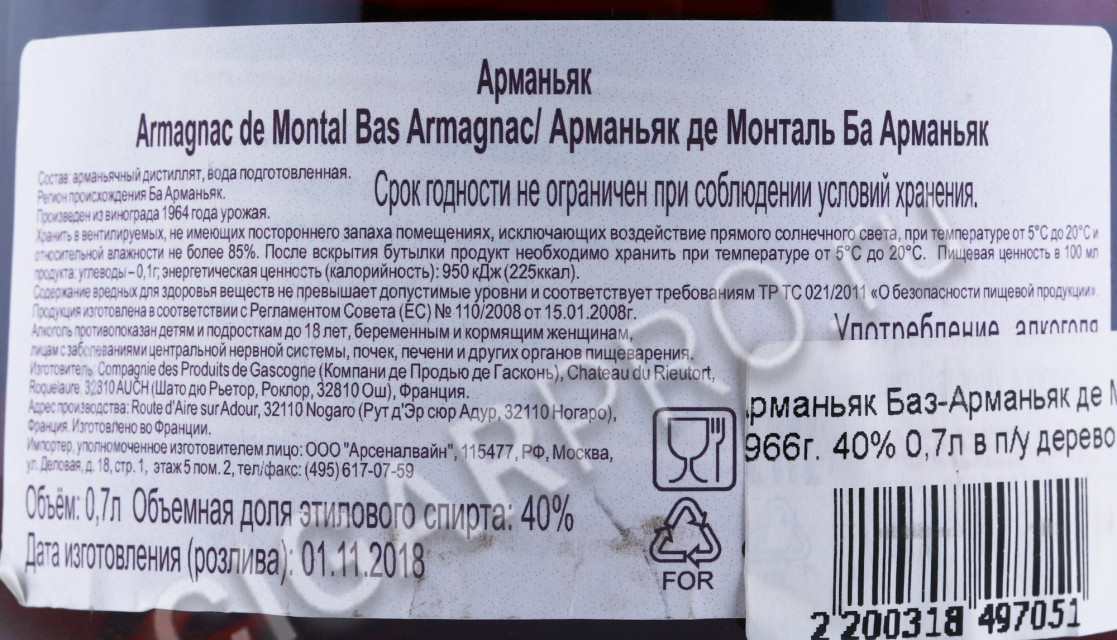 Арманьяк
Armagnac de Montal Bas Armagnac/ Арманьяк де Монталь Ба Арманьяк
Состав: арманьячный дистиллят, вода подготовленная.
Регион происхождения Ба Арманьяк.
Произведен из винограда 1964 года урожая.
Срок годности не ограничен при соблюдении условий хранения.
Хранить в вентилируемых, не имеющих постороннего запаха помещениях, исключающих воздействие прямого солнечного света, при температуре от 5°С до 20°С и
относительной влажности не более 85%. После вскрытия бутылки продукт необходимо хранить при температуре от 5°С до 20°С. Пищевая ценность в 100 мл
продукта: углеводы – 0,1г; энергетическая ценность (калорийность): 950 кДж (225ккал).
Содержание вредных для здоровья веществ не превышает допустимые уровни и соответствует требованиям ТР ТС 021/2011 «О безопасности пищевой продукции».
Продукция изготовлена в соответствии с Регламентом Совета (ЕС) № 110/2008 от 15.01.2008г.
Алкоголь противопоказан детям и подросткам до 18 лет, беременным и кормящим женщинам,
лицам с заболеваниями центральной нервной системы, почек, печени и других органов пищеварения.
Употребление алкоголя
Изготовитель: Compagnie des Produits de Gascogne (Компани де Продью де Гасконь), Chateau du Rieutort,
Roquelaure, 32810 AUCH (Шато дю Рьетор, Роклор, 32810 Ош), Франция.
Адрес производства: Route d'Aire sur Adour, 32110 Nogaro (Рут д'Эр сюр Адур, 32110 Ногаро),
Франция. Изготовлено во Франции.
Импортер, уполномоченное изготовителем лицо: ООО "Арсеналвайн", 115477, РФ, Москва,
ул. Деловая, д. 18, стр. 1, этаж 5 пом. 2, тел/факс: (495) 617-07-59
Объём: 0,7л Объемная доля этилового спирта: 40%
Дата изготовления (розлива): 01.11.2018
FOR
рманьяк Баз-Арманьяк де М
966г. 40% 0,7л в п/у дерево
2 200318 497051
CIGARPRO.ru